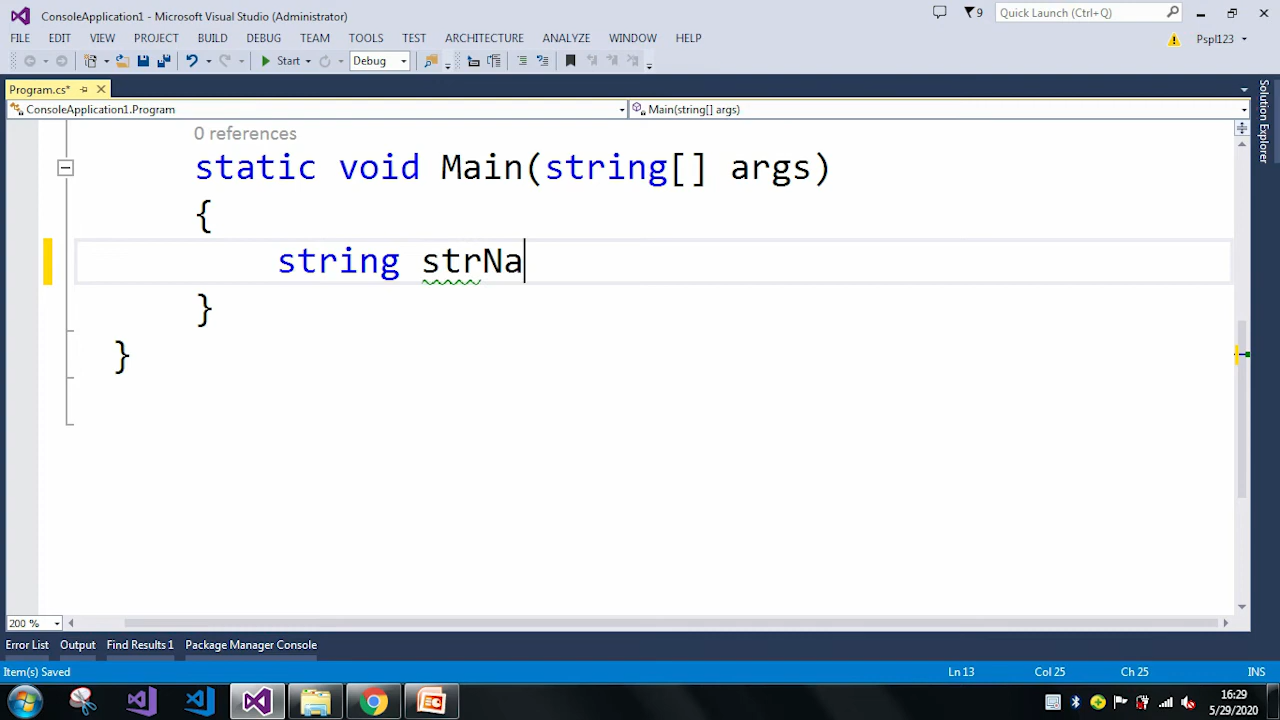 ConsoleApplication1 - Microsoft Visual Studio (Administrator)
9
Quick Launch (Ctrl+Q)
FILE EDIT VIEW PROJECT BUILD DEBUG TEAM TOOLS TEST ARCHITECTURE ANALYZE WINDOW HELP
Pspl123
Start
Debug
Program.cs*
ConsoleApplication1.Program
Main(string[] args)
Solution Explorer
0 references
static void Main(string[] args)
{
string strNa
}
}
200 %
Error List Output Find Results 1 Package Manager Console
Item(s) Saved
Ln 13 Col 25 Ch 25 INS
16:29
5/29/2020